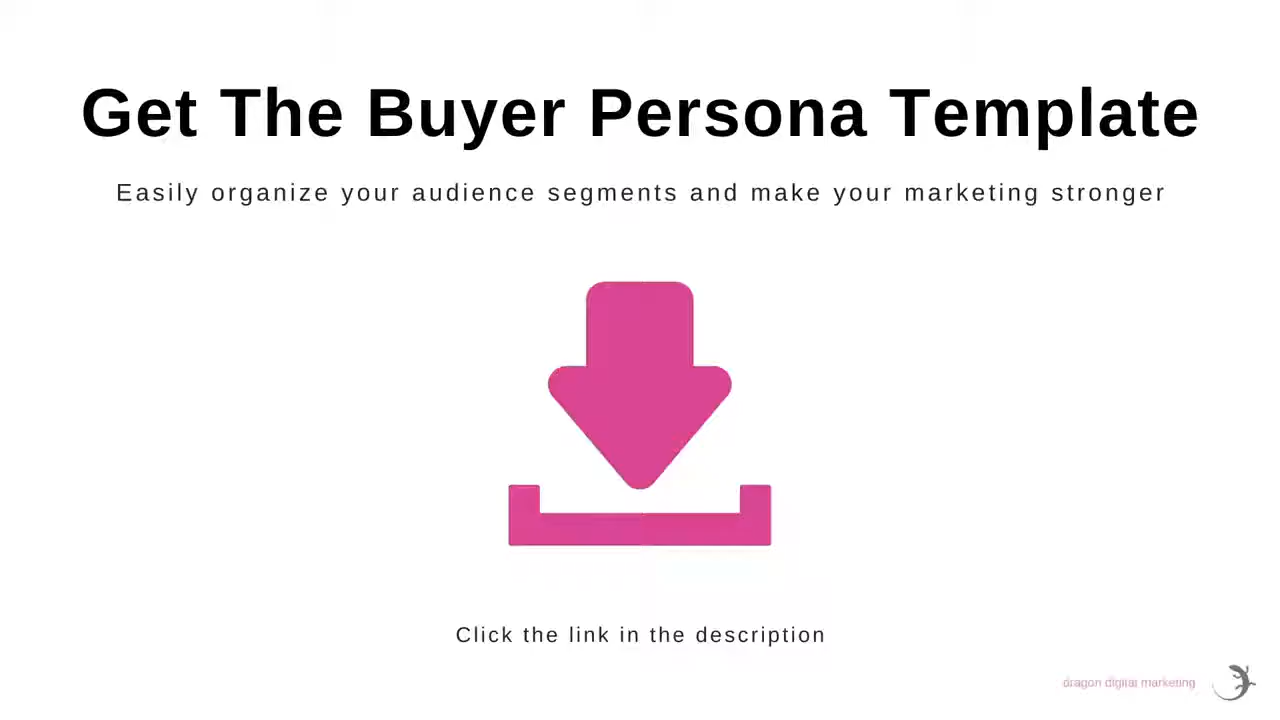 Get The Buyer Persona Template
Easily organize your audience segments and make your marketing stronger
Click the link in the description
dragon digital marketing